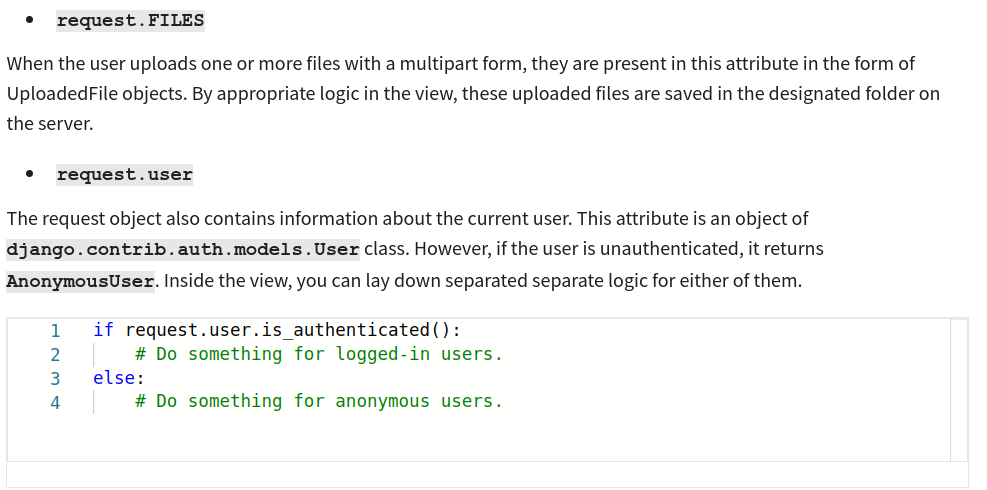 • request.FILES
When the user uploads one or more files with a multipart form, they are present in this attribute in the form of
UploadedFile objects. By appropriate logic in the view, these uploaded files are saved in the designated folder on
the server.
• request.user
The request object also contains information about the current user. This attribute is an object of
django.contrib.auth.models.User class. However, if the user is unauthenticated, it returns
AnonymousUser. Inside the view, you can lay down separated separate logic for either of them.
1 if request.user.is_authenticated():
2     # Do something for logged-in users.
3 else:
4     # Do something for anonymous users.